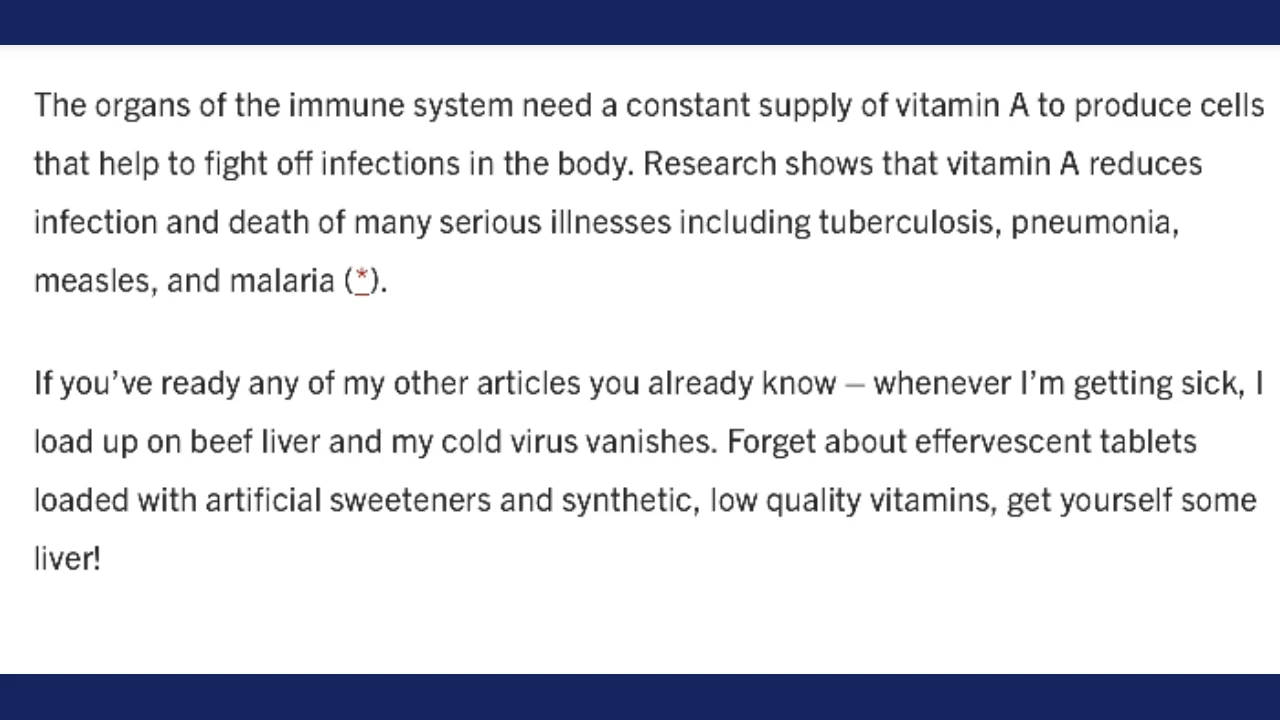 The organs of the immune system need a constant supply of vitamin A to produce cells
that help to fight off infections in the body. Research shows that vitamin A reduces
infection and death of many serious illnesses including tuberculosis, pneumonia,
measles, and malaria (*).
If you’ve ready any of my other articles you already know – whenever I’m getting sick, I
load up on beef liver and my cold virus vanishes. Forget about effervescent tablets
loaded with artificial sweeteners and synthetic, low quality vitamins, get yourself some
liver!